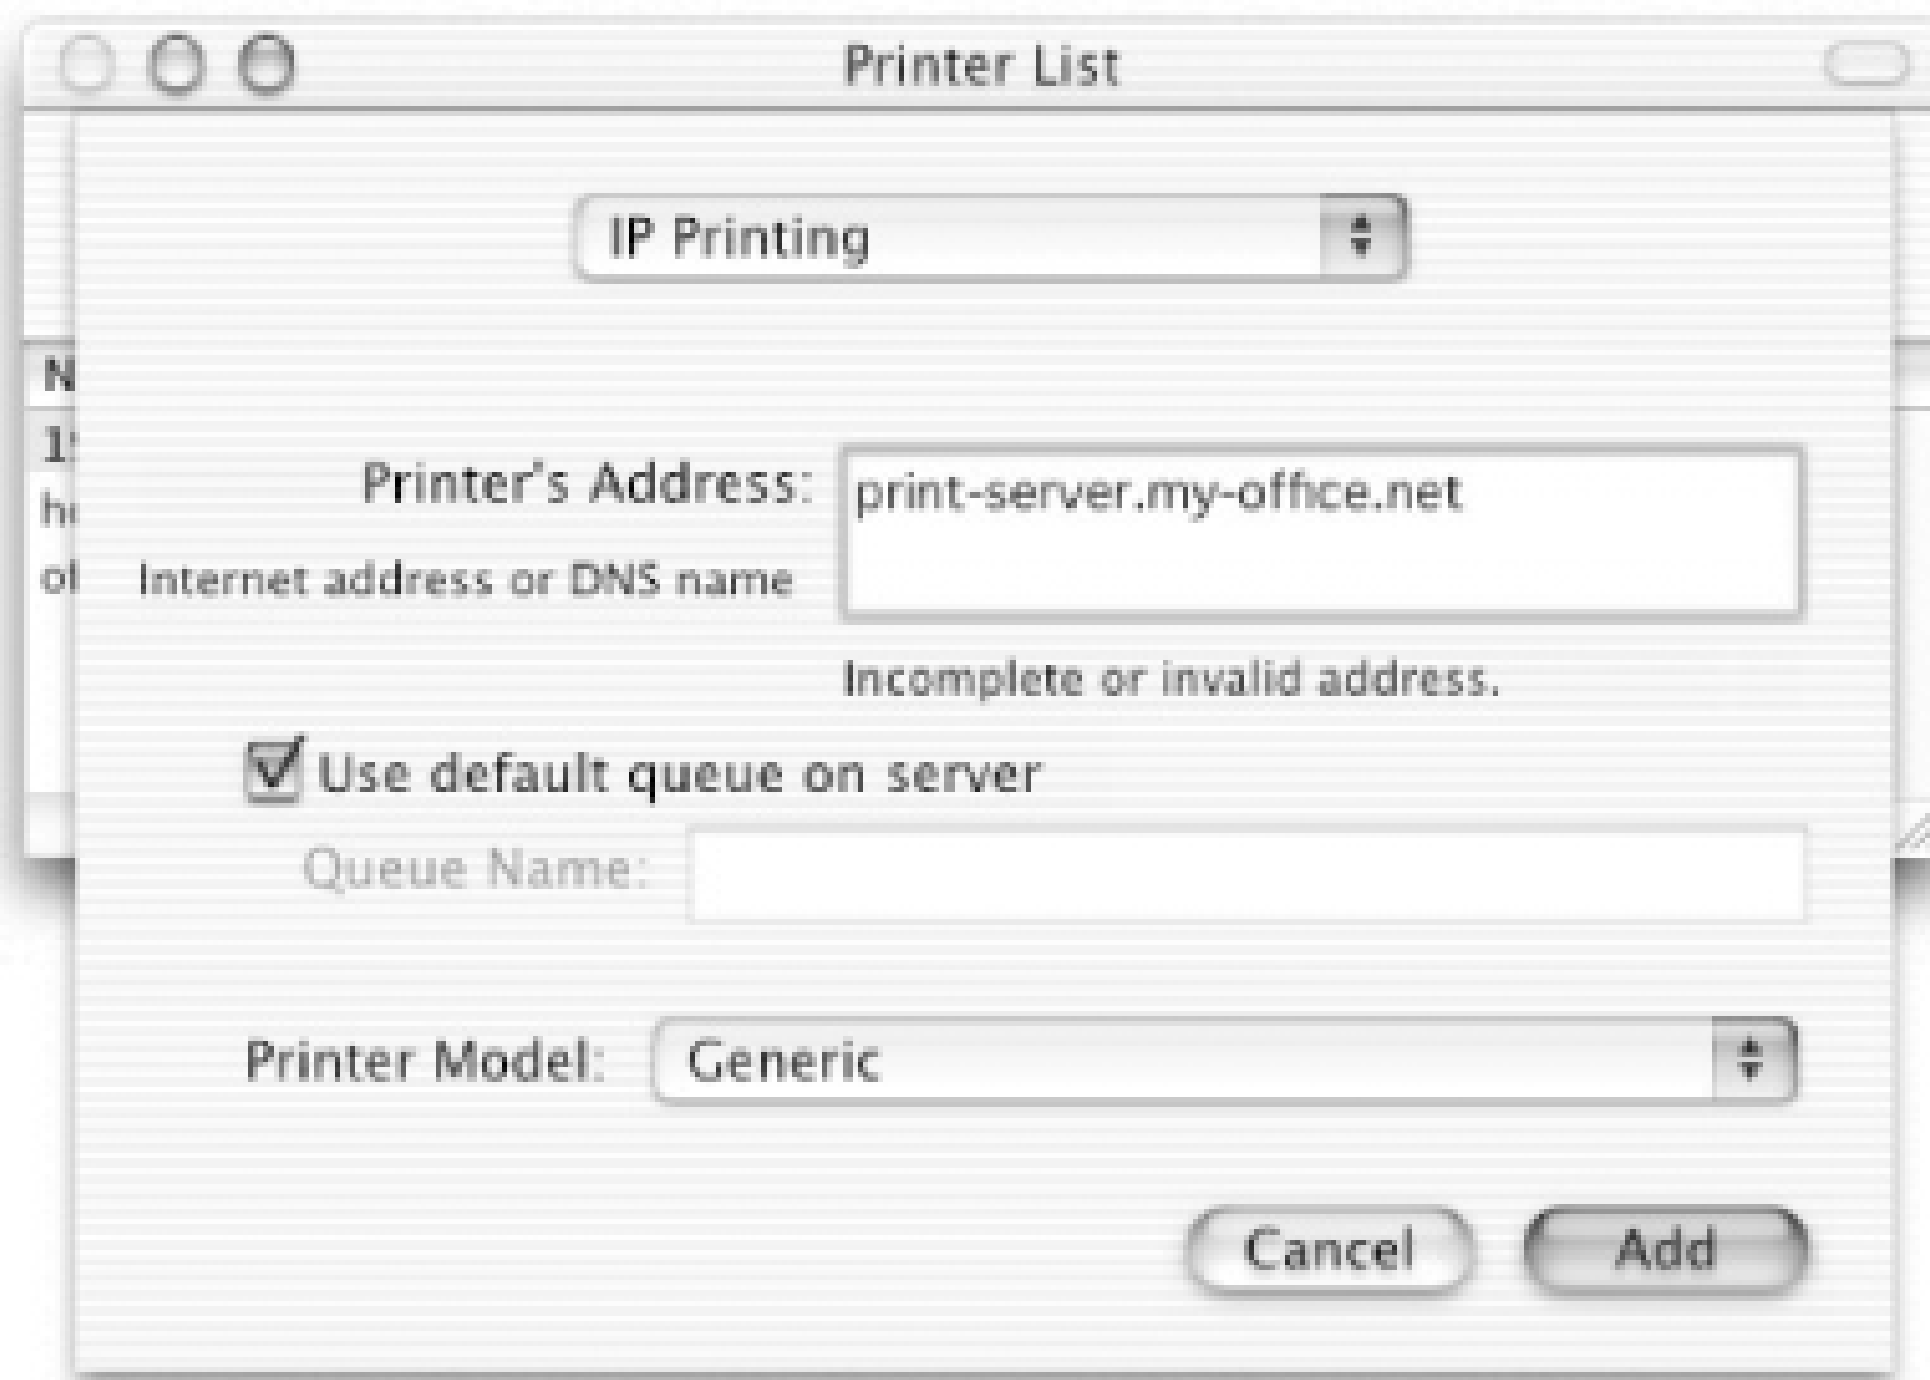 Printer List
IP Printing
N
Printer's Address:
print-server.my-office.net
Internet address or DNS name
Incomplete or invalid address.
Use default queue on server
Queue Name:
Printer Model:
Generic
Cancel
Add